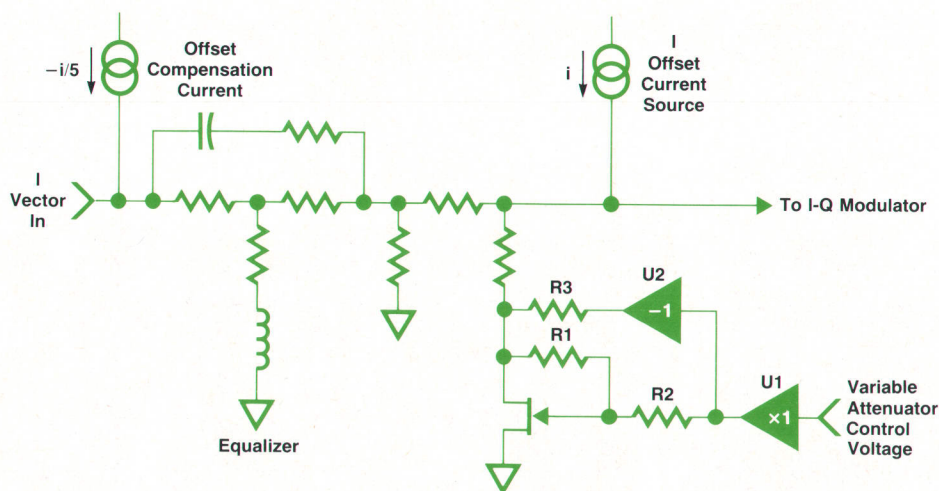 −i/5
Offset
Compensation
Current
i
I
Offset
Current
Source
I
Vector
In
To I-Q Modulator
U2
−1
R3
R1
R2
U1
×1
Variable
Attenuator
Control
Voltage
Equalizer